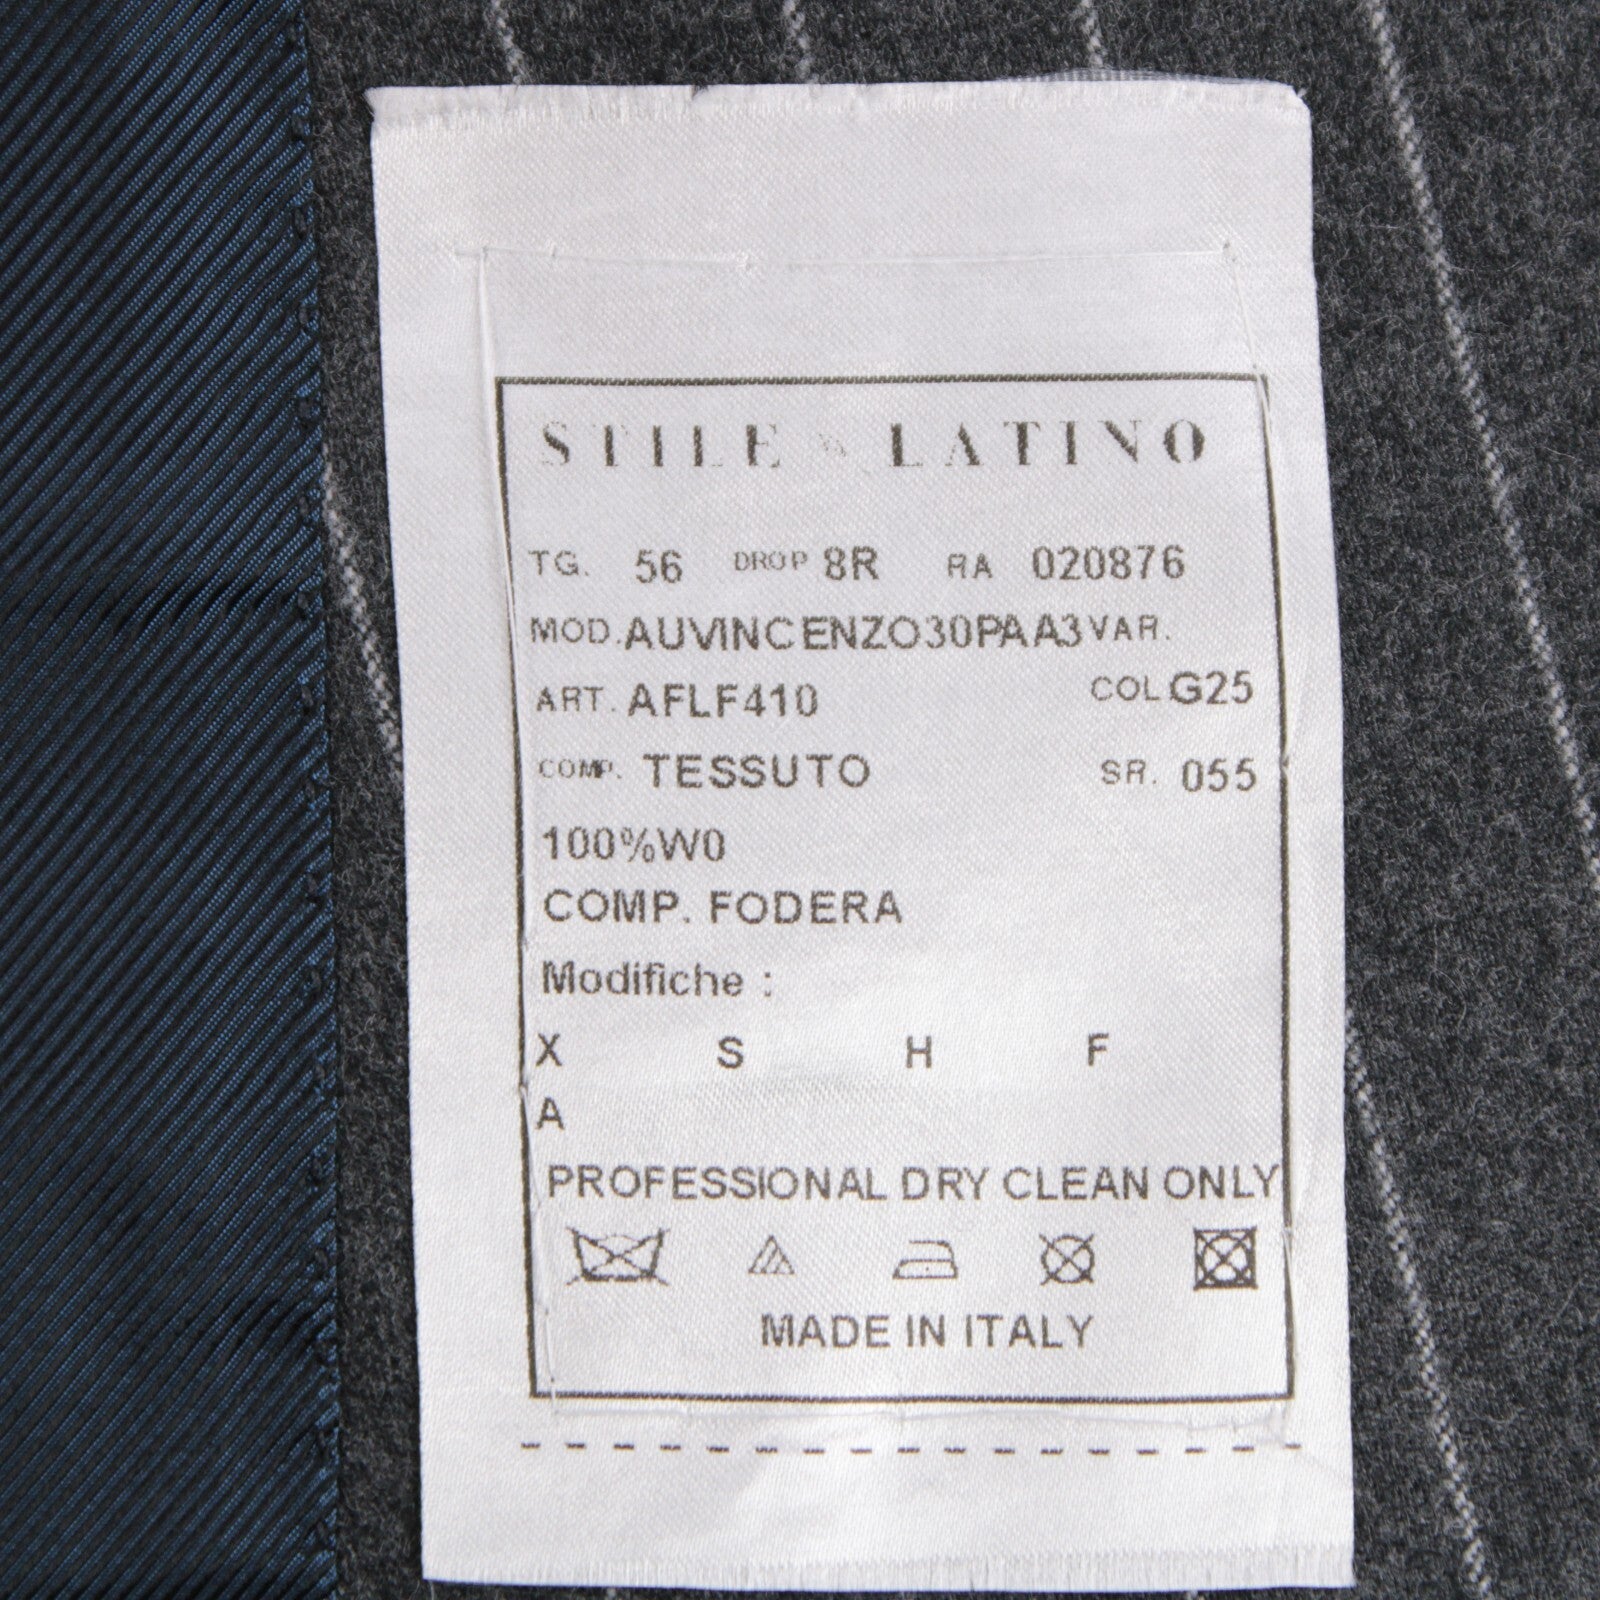 STILE LATINO
TG. 56 DROP 8R RA 020876
MOD. AUVINCENZO30PAA3 VAR.
ART. AFLF410 COL G25
COMP. TESSUTO SR. 055
100%W0
COMP. FODERA
Modifiche :
X S H F
A
PROFESSIONAL DRY CLEAN ONLY
MADE IN ITALY